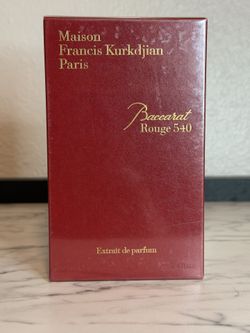 Maison
Francis Kurkdjian
Paris
Baccarat
Rouge 540
Extrait de parfum